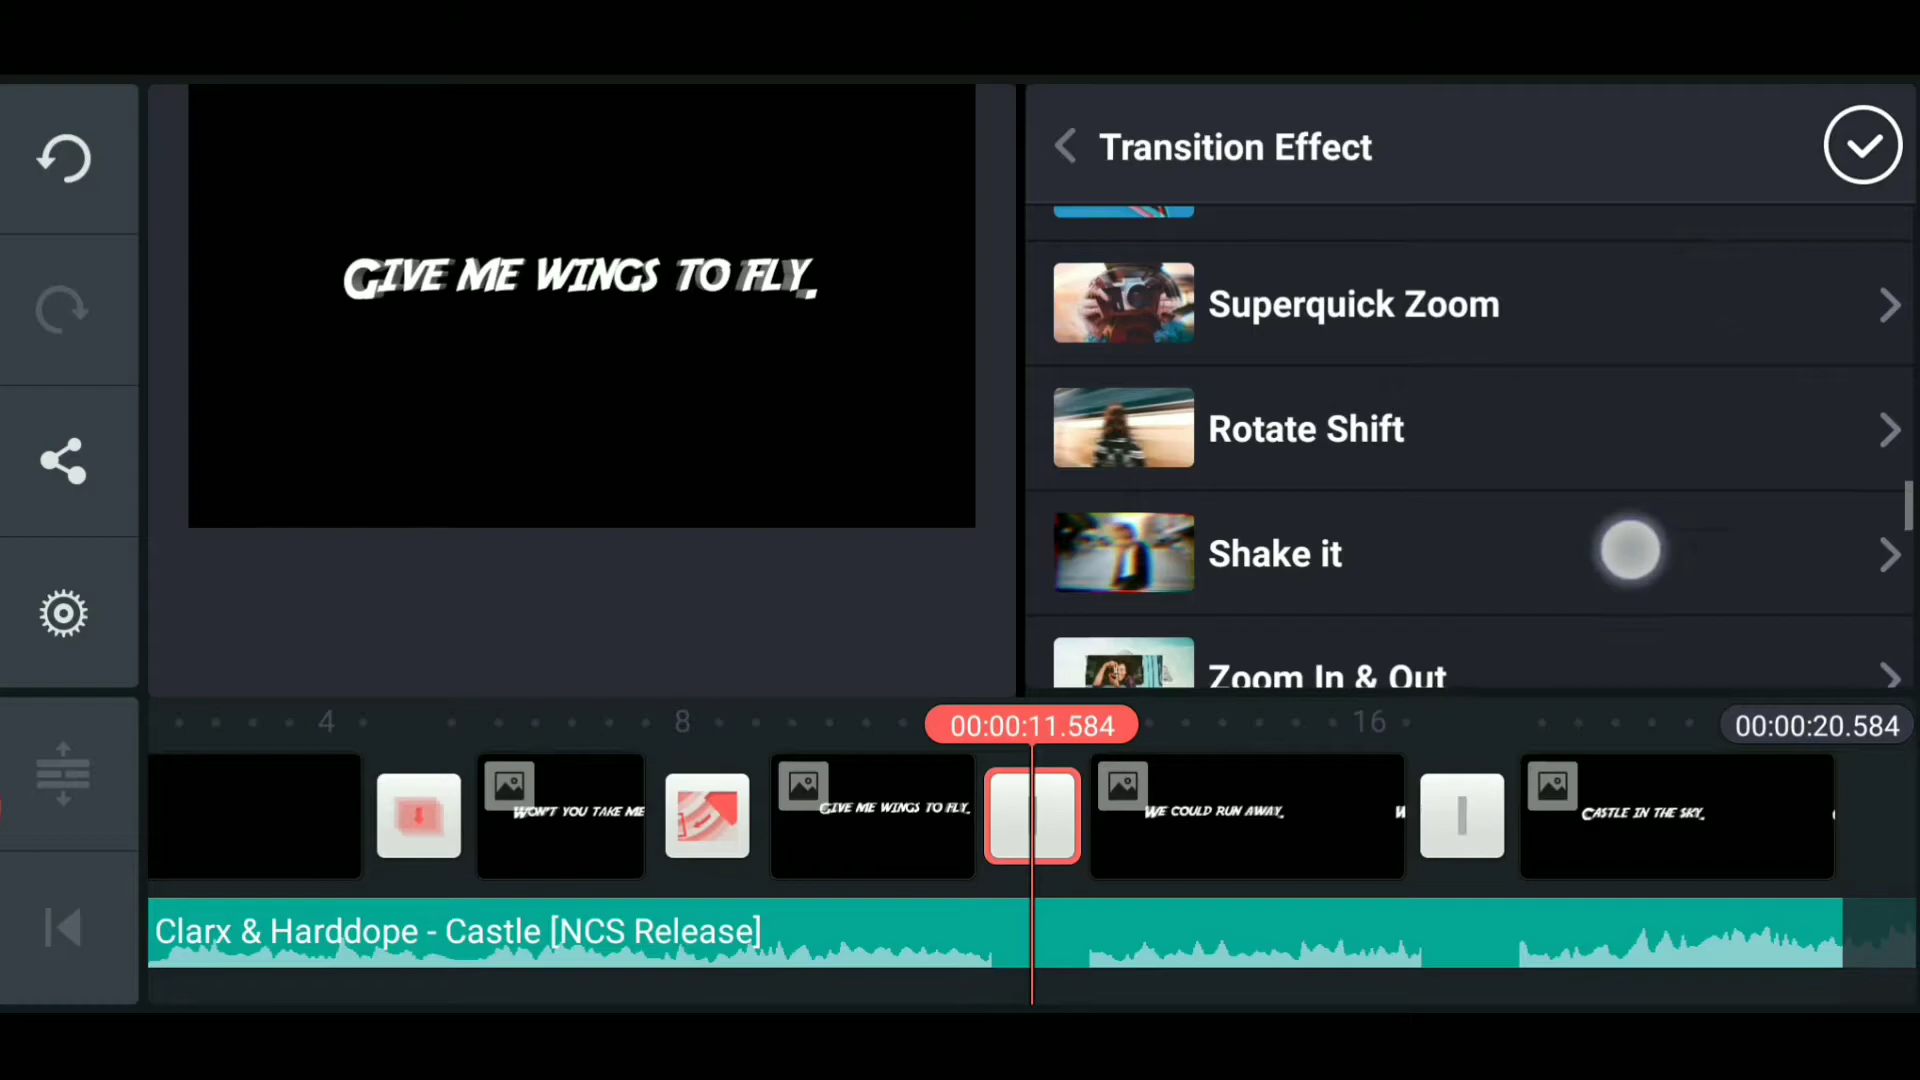 Transition Effect
GIVE ME WINGS TO FLY.
Superquick Zoom
Rotate Shift
Shake it
Zoom In & Out
4
8
00:00:11.584
16
00:00:20.584
WON'T YOU TAKE ME
GIVE ME WINGS TO FLY.
WE COULD RUN AWAY.
W
CASTLE IN THE SKY.
Clarx & Harddope - Castle [NCS Release]